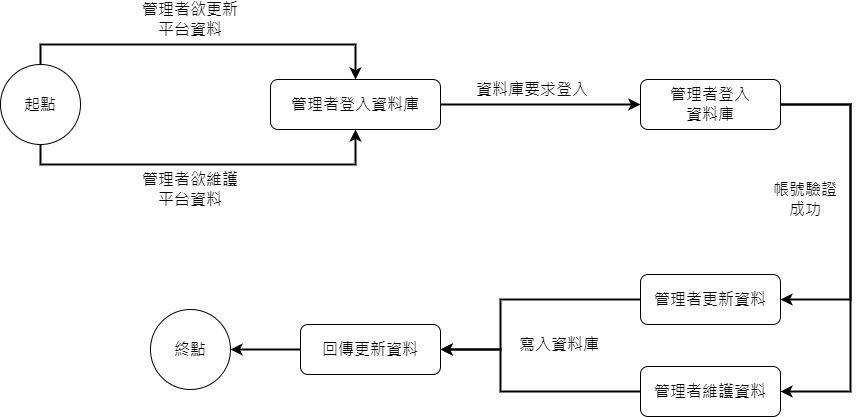 管理者欲更新
平台資料
起點
管理者登入資料庫
資料庫要求登入
管理者登入
資料庫
管理者欲維護
平台資料
帳號驗證
成功
管理者更新資料
寫入資料庫
回傳更新資料
終點
管理者維護資料